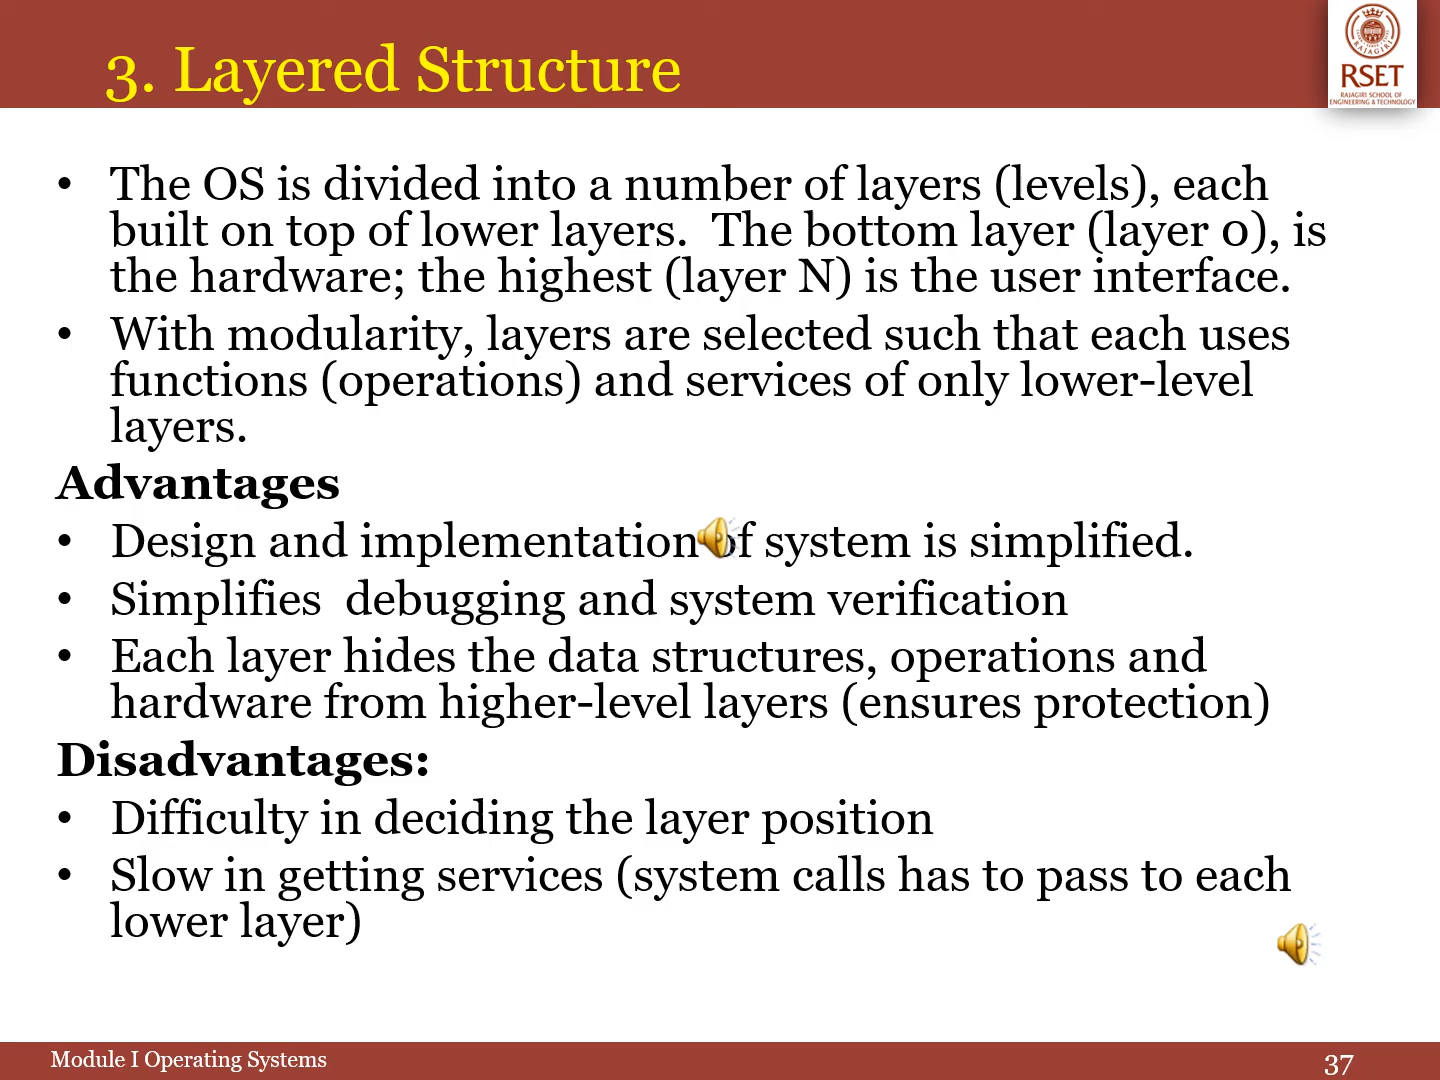 3. Layered Structure
RAJAGIRI
RSET
RAJAGIRI SCHOOL OF
ENGINEERING & TECHNOLOGY
• The OS is divided into a number of layers (levels), each
built on top of lower layers.  The bottom layer (layer 0), is
the hardware; the highest (layer N) is the user interface.
• With modularity, layers are selected such that each uses
functions (operations) and services of only lower-level
layers.
Advantages
• Design and implementation of system is simplified.
• Simplifies  debugging and system verification
• Each layer hides the data structures, operations and
hardware from higher-level layers (ensures protection)
Disadvantages:
• Difficulty in deciding the layer position
• Slow in getting services (system calls has to pass to each
lower layer)
Module I Operating Systems
37